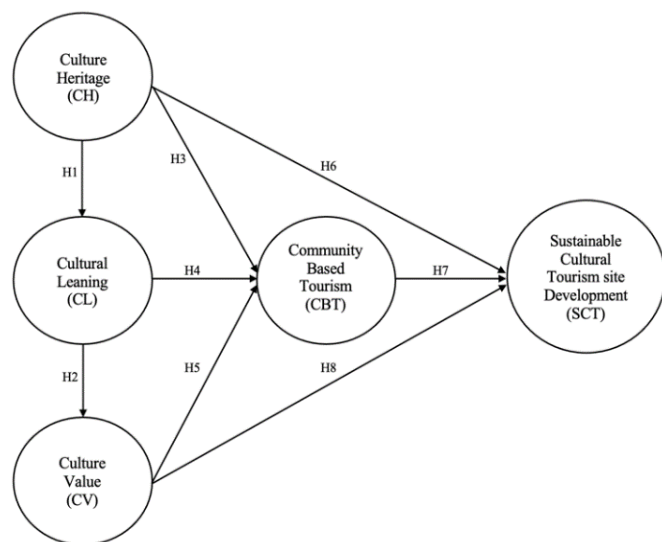 Culture
Heritage
(CH)
H1
H3
H6
Cultural
Leaning
(CL)
H4
Community
Based
Tourism
(CBT)
H7
Sustainable
Cultural
Tourism site
Development
(SCT)
H2
H5
H8
Culture
Value
(CV)